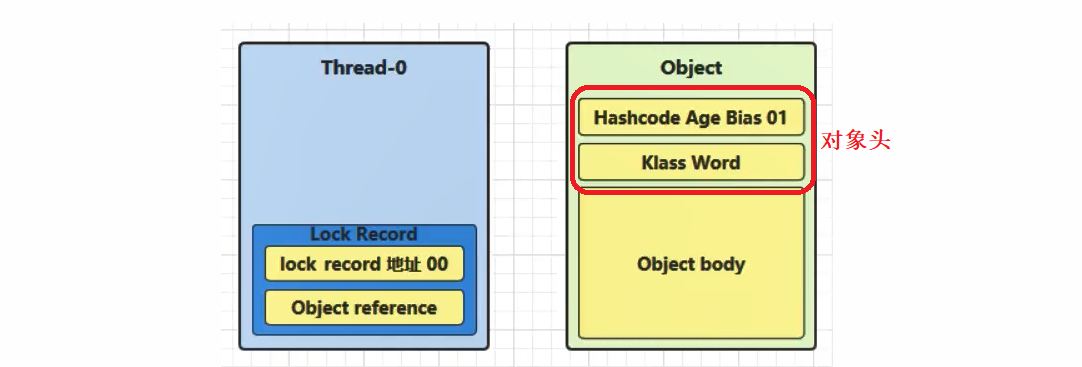 Thread-0
Lock Record
lock record 地址 00
Object reference
Object
Hashcode Age Bias 01
Klass Word
对象头
Object body